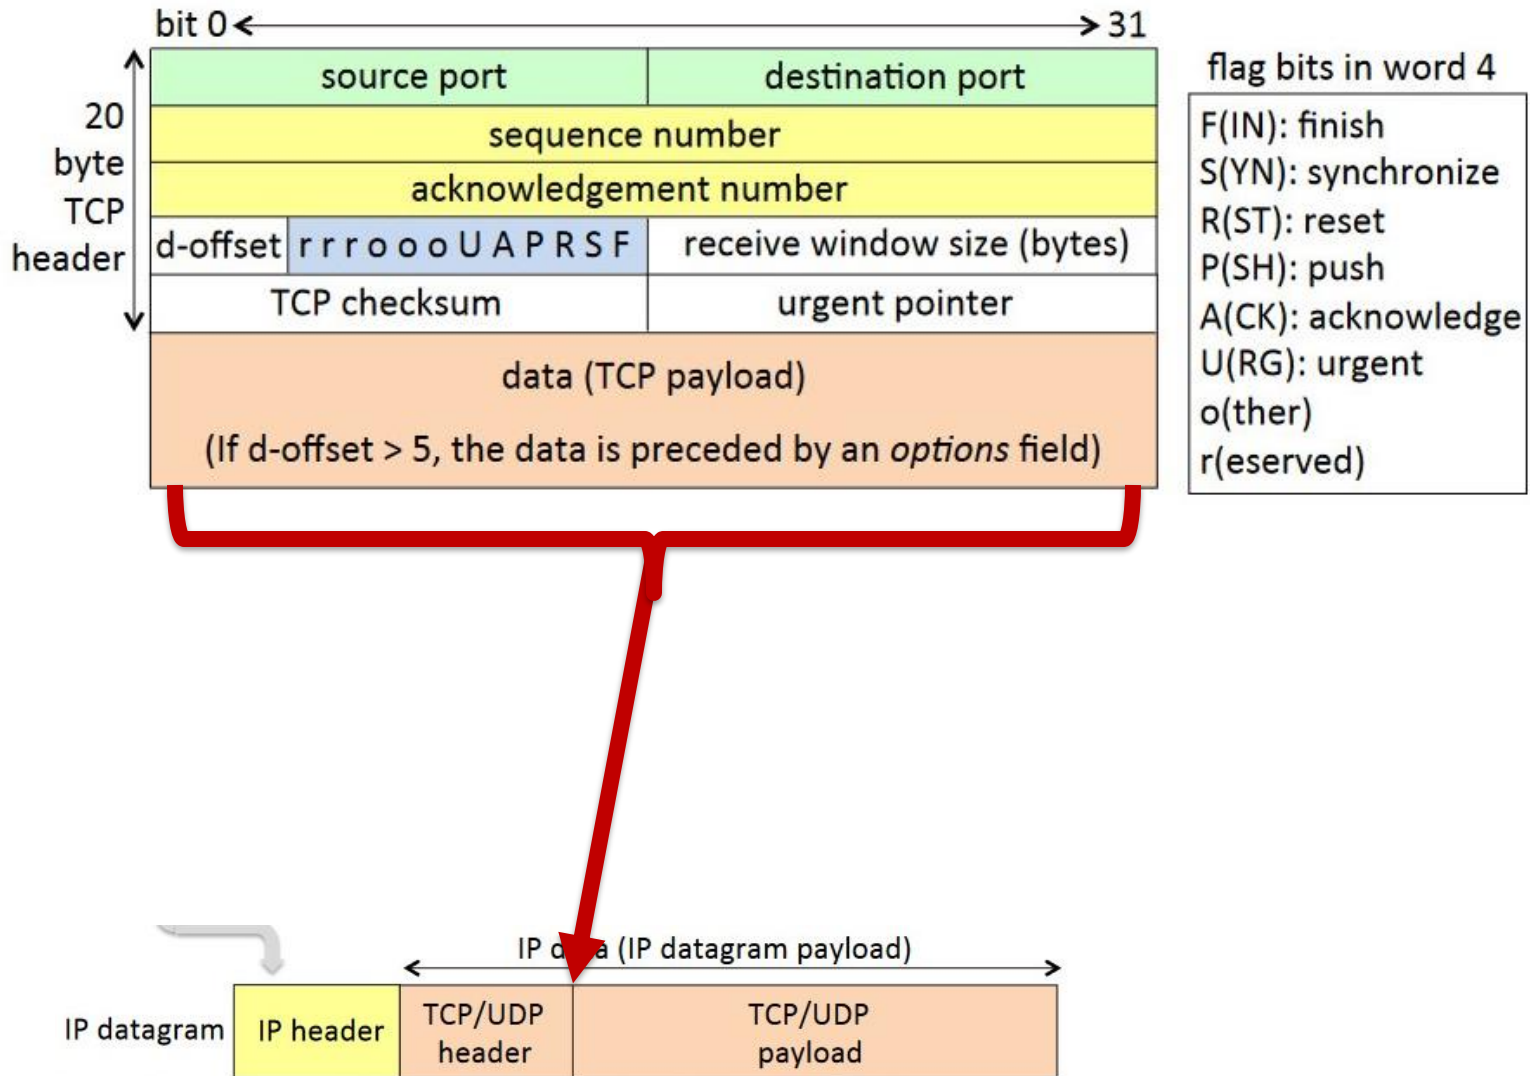 bit 0 31
20
byte
TCP
header
source port destination port
sequence number
acknowledgement number
d-offset r r r o o o U A P R S F receive window size (bytes)
TCP checksum urgent pointer
data (TCP payload)
(If d-offset > 5, the data is preceded by an options field)
flag bits in word 4
F(IN): finish
S(YN): synchronize
R(ST): reset
P(SH): push
A(CK): acknowledge
U(RG): urgent
o(ther)
r(eserved)
IP data (IP datagram payload)
IP datagram
IP header
TCP/UDP
header
TCP/UDP
payload